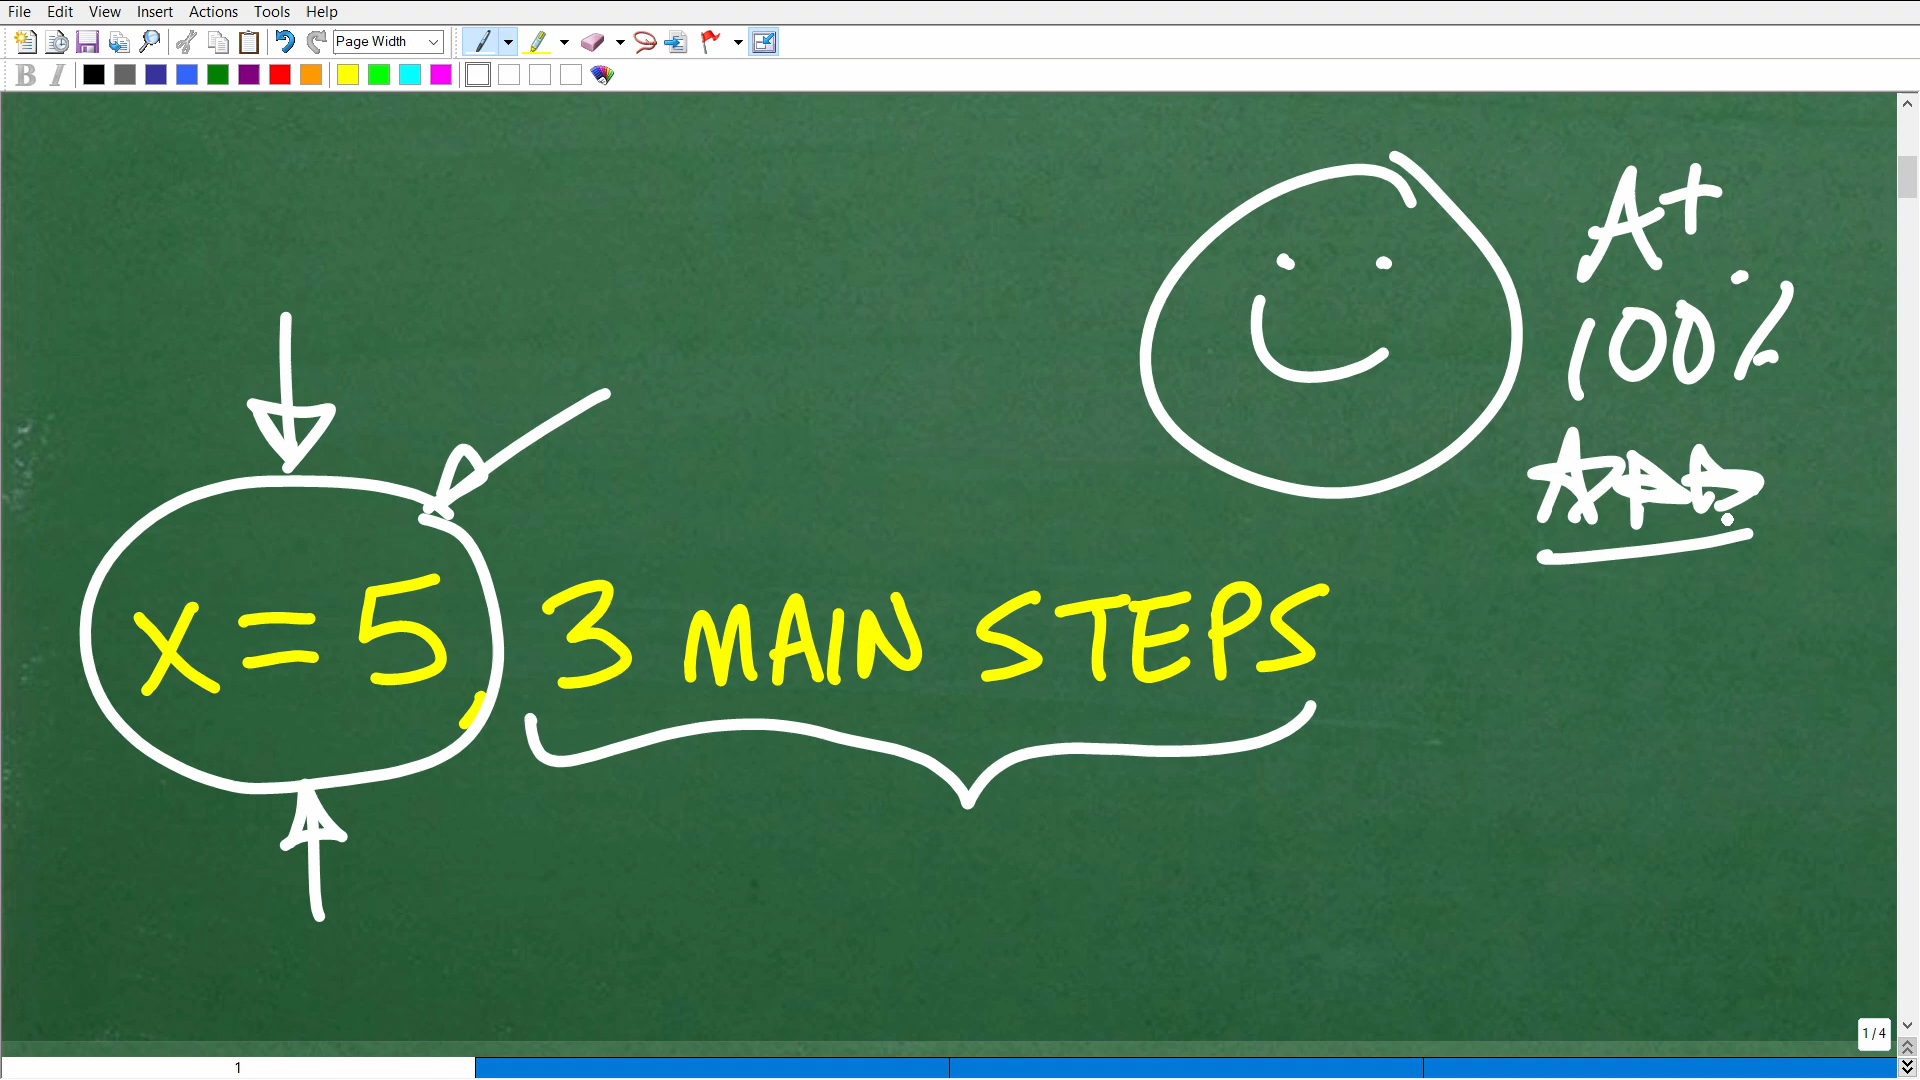 File Edit View Insert Actions Tools Help
Page Width
B I
A+
100%
x = 5, 3 MAIN STEPS
1 / 4
1